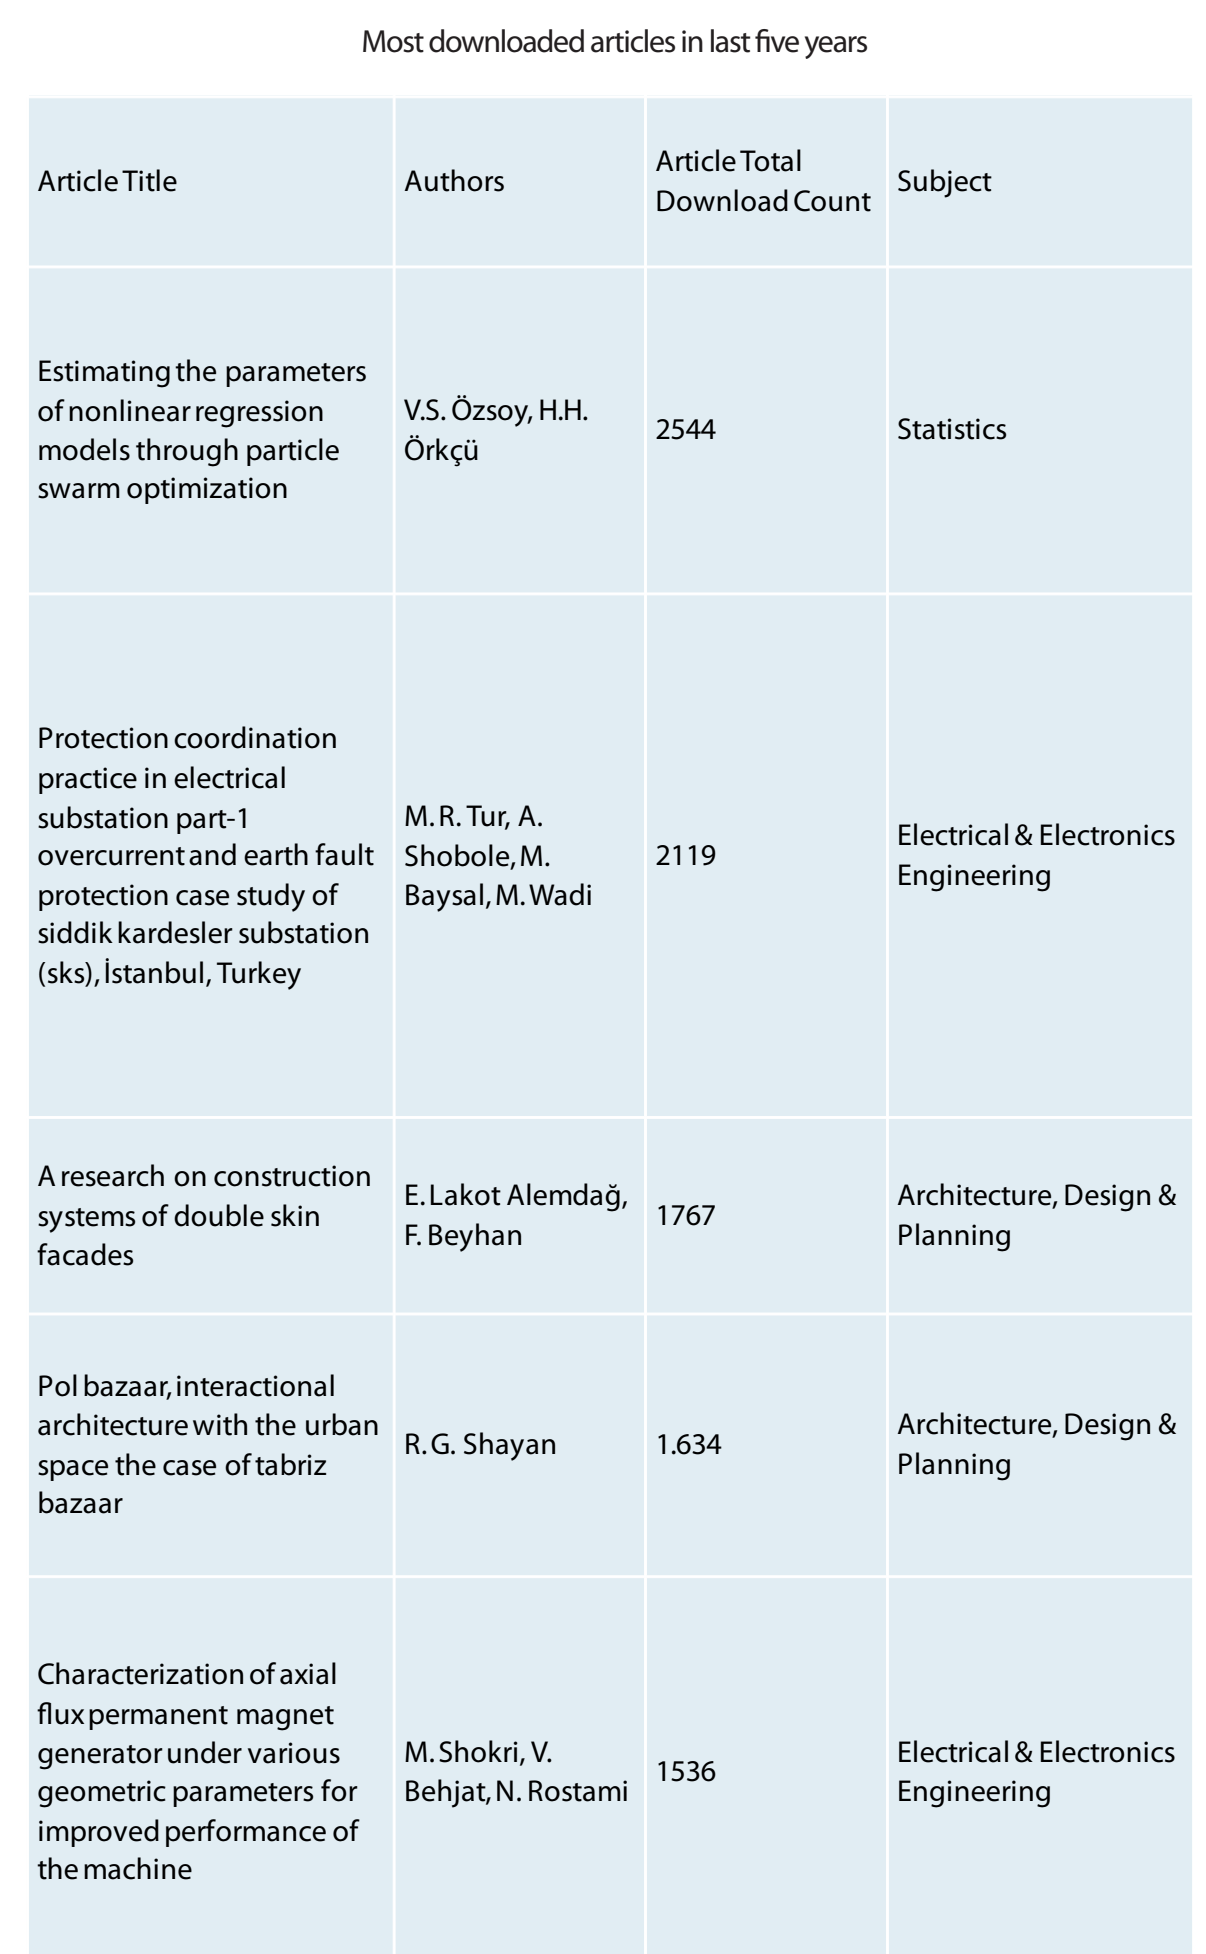 Most downloaded articles in last five years
Article Title
Authors
Article Total
Download Count
Subject
Estimating the parameters
of nonlinear regression
models through particle
swarm optimization
V.S. Özsoy, H.H.
Örkçü
2544
Statistics
Protection coordination
practice in electrical
substation part-1
overcurrent and earth fault
protection case study of
siddik kardesler substation
(sks), İstanbul, Turkey
M. R. Tur, A.
Shobole, M.
Baysal, M. Wadi
2119
Electrical & Electronics
Engineering
A research on construction
systems of double skin
facades
E. Lakot Alemdağ,
F. Beyhan
1767
Architecture, Design &
Planning
Pol bazaar, interactional
architecture with the urban
space the case of tabriz
bazaar
R. G. Shayan
1.634
Architecture, Design &
Planning
Characterization of axial
flux permanent magnet
generator under various
geometric parameters for
improved performance of
the machine
M. Shokri, V.
Behjat, N. Rostami
1536
Electrical & Electronics
Engineering